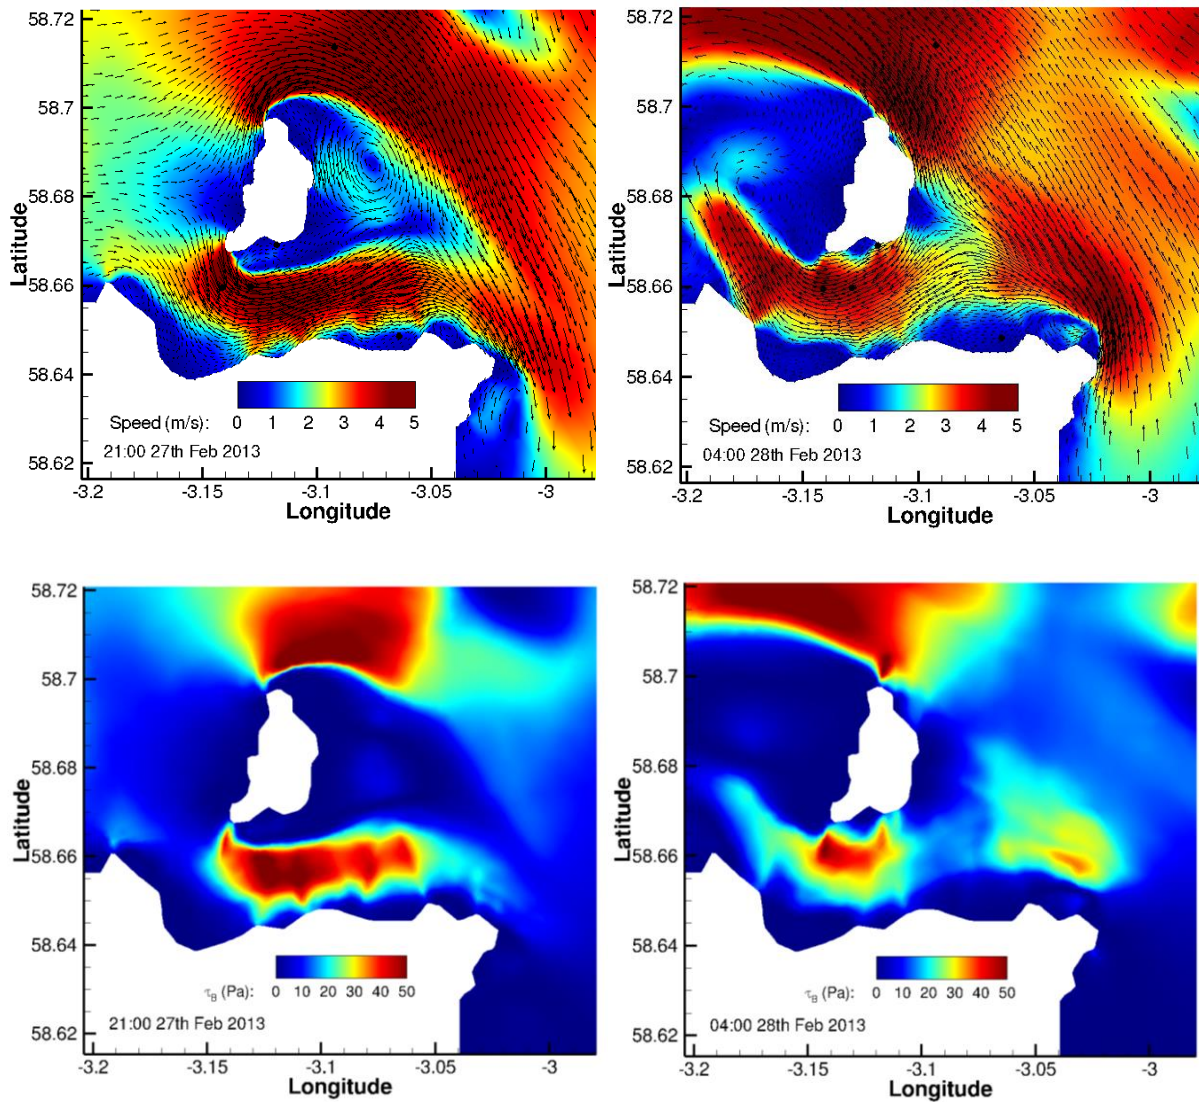 58.72
58.7
58.68
58.66
58.64
58.62
Latitude
Speed (m/s): 0 1 2 3 4 5
21:00 27th Feb 2013
-3.2 -3.15 -3.1 -3.05 -3
Longitude
58.72
58.7
58.68
58.66
58.64
58.62
Latitude
Speed (m/s): 0 1 2 3 4 5
04:00 28th Feb 2013
-3.2 -3.15 -3.1 -3.05 -3
Longitude
58.72
58.7
58.68
58.66
58.64
58.62
Latitude
τB (Pa): 0 10 20 30 40 50
21:00 27th Feb 2013
-3.2 -3.15 -3.1 -3.05 -3
Longitude
58.72
58.7
58.68
58.66
58.64
58.62
Latitude
τB (Pa): 0 10 20 30 40 50
04:00 28th Feb 2013
-3.2 -3.15 -3.1 -3.05 -3
Longitude